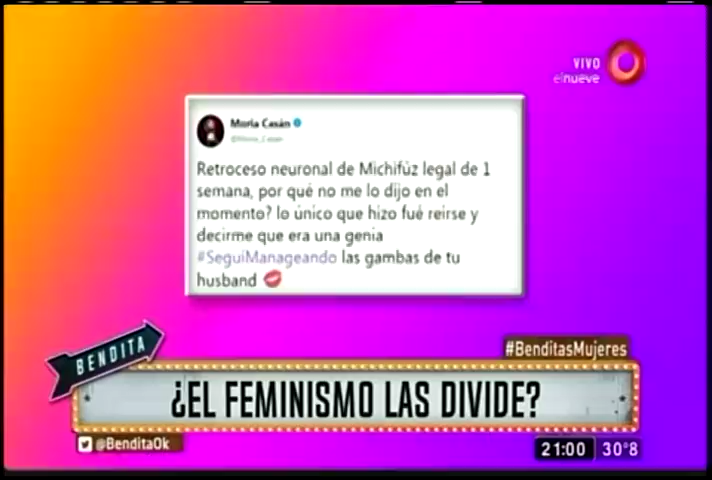 VIVO
elnueve
Moria Casán
Retroceso neuronal de Michifúz legal de 1
semana, por qué no me lo dijo en el
momento? lo único que hizo fué reírse y
decirme que era una genia
#SeguiManageando las gambas de tu
husband
#BenditasMujeres
BENDITA
¿EL FEMINISMO LAS DIVIDE?
@BenditaOk
21:00 30°8